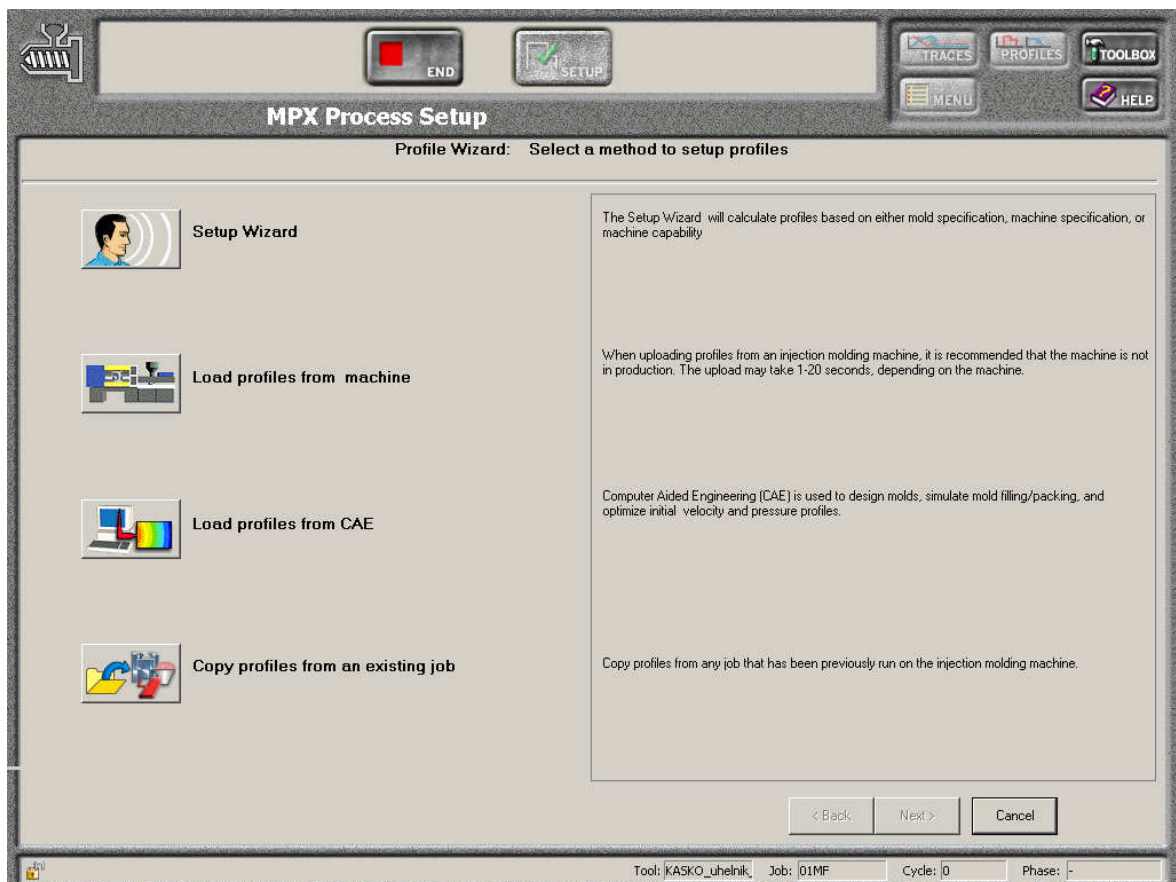 END
SETUP
TRACES
PROFILES
TOOLBOX
MENU
HELP
MPX Process Setup
Profile Wizard: Select a method to setup profiles
Setup Wizard
The Setup Wizard will calculate profiles based on either mold specification, machine specification, or
machine capability
Load profiles from machine
When uploading profiles from an injection molding machine, it is recommended that the machine is not
in production. The upload may take 1-20 seconds, depending on the machine.
Load profiles from CAE
Computer Aided Engineering (CAE) is used to design molds, simulate mold filling/packing, and
optimize initial velocity and pressure profiles.
Copy profiles from an existing job
Copy profiles from any job that has been previously run on the injection molding machine.
< Back
Next >
Cancel
Tool: KASKO_uhelnik_ Job: 01MF Cycle: 0 Phase: -